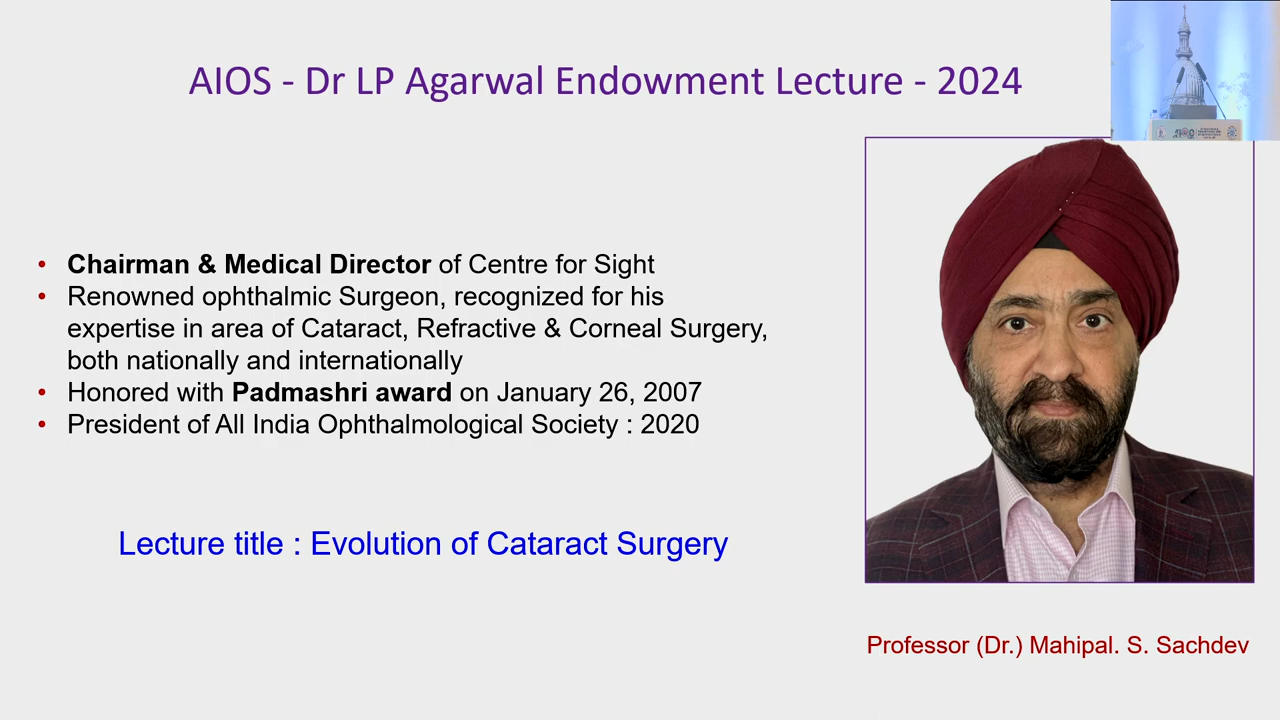 AIOS - Dr LP Agarwal Endowment Lecture - 2024
• Chairman & Medical Director of Centre for Sight
• Renowned ophthalmic Surgeon, recognized for his
expertise in area of Cataract, Refractive & Corneal Surgery,
both nationally and internationally
• Honored with Padmashri award on January 26, 2007
• President of All India Ophthalmological Society : 2020
Lecture title : Evolution of Cataract Surgery
Professor (Dr.) Mahipal. S. Sachdev